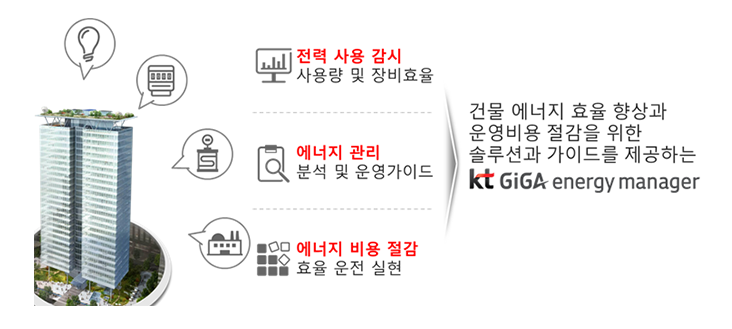 전력 사용 감시
사용량 및 장비효율
에너지 관리
분석 및 운영가이드
에너지 비용 절감
효율 운전 실현
건물 에너지 효율 향상과
운영비용 절감을 위한
솔루션과 가이드를 제공하는
kt GiGA energy manager